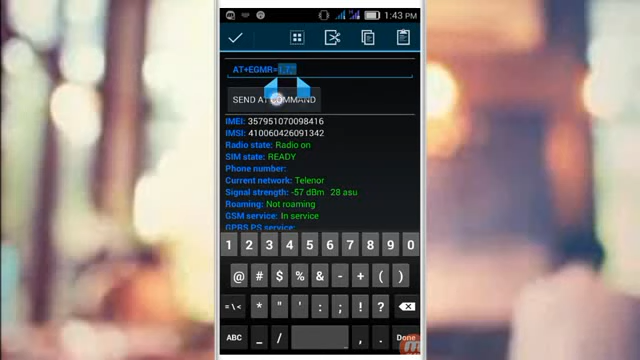 1:43 PM
AT+EGMR=1,7,"
SEND AT COMMAND
IMEI: 357951070098416
IMSI: 410060426091342
Radio state: Radio on
SIM state: READY
Phone number:
Current network: Telenor
Signal strength: -57 dBm 28 asu
Roaming: Not roaming
GSM service: In service
GPRS PS service:
1 2 3 4 5 6 7 8 9 0
@ # $ % & - + ( )
=\< * " ' : ; ! ?
ABC _ / , . Done